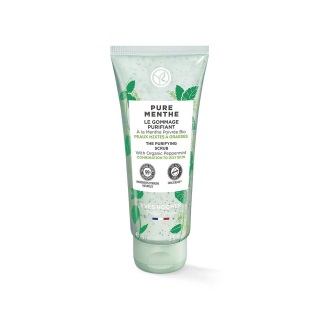 PURE
MENTHE
LE GOMMAGE
PURIFIANT
À la Menthe Poivrée Bio
PEAUX MIXTES À GRASSES
THE PURIFYING
SCRUB
With Organic Peppermint
COMBINATION TO OILY SKIN
YVES ROCHER